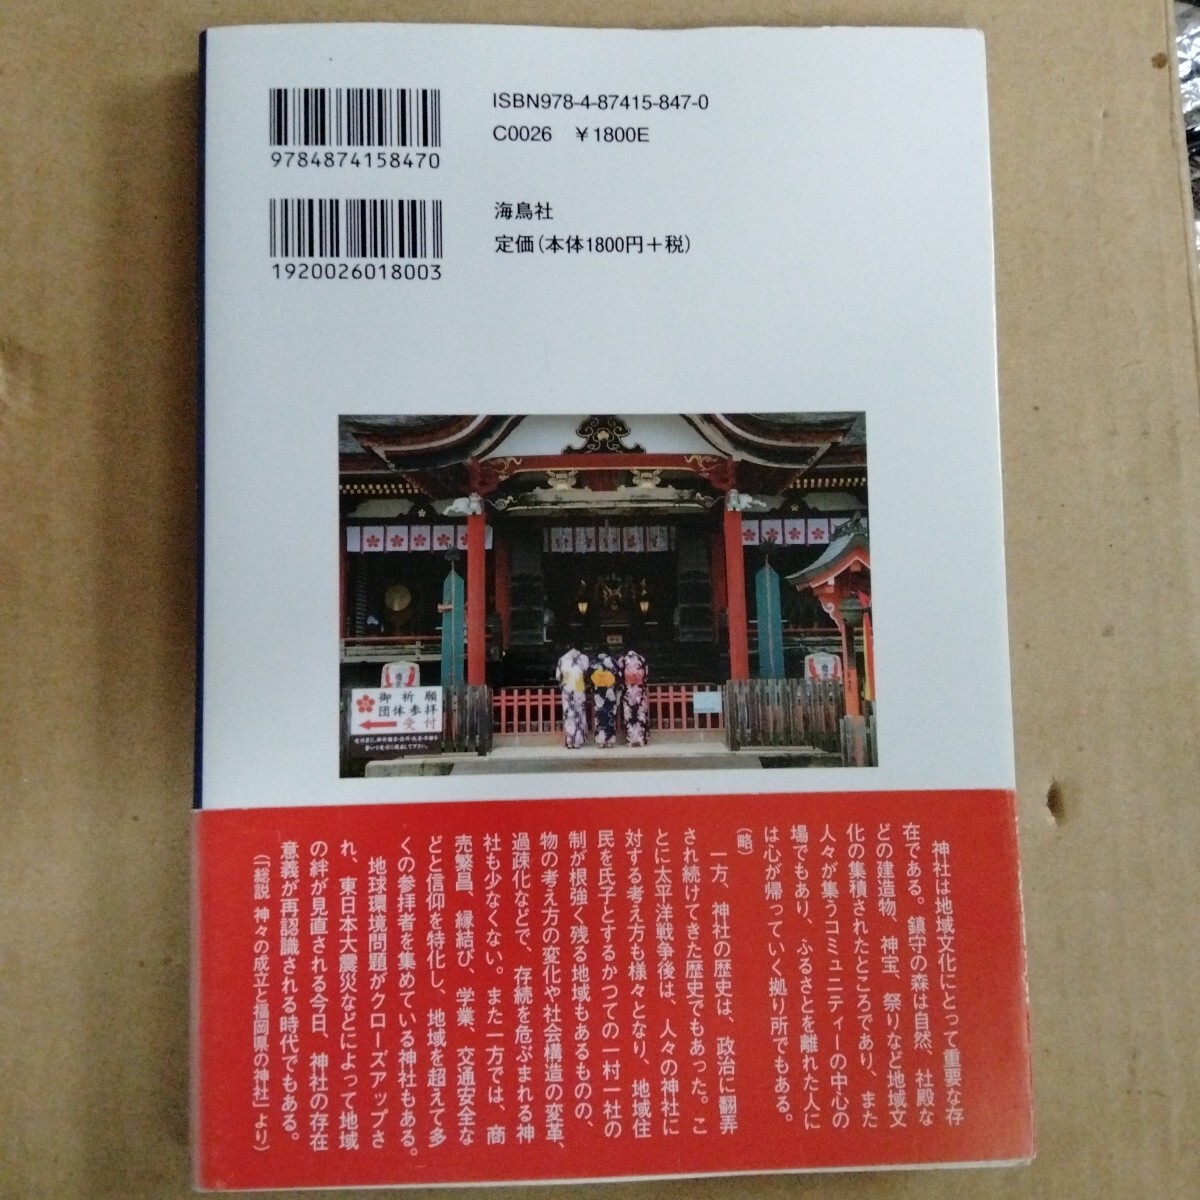 ISBN978-4-87415-847-0
C0026 ¥1800E
9784874158470
海鳥社
定価(本体1800円+税)
1920026018003
御祈願
団体参拝
受付
神社は地域文化にとって重要な存
在である。鎮守の森は自然、社殿な
どの建造物、神宝、祭りなど地域文
化の集積されたところであり、また
人々が集うコミュニティーの中心の
場でもあり、ふるさとを離れた人に
は心が帰っていく拠り所でもある。
(略)
一方、神社の歴史は、政治に翻弄
され続けてきた歴史でもあった。こ
とに太平洋戦争後は、人々の神社に
対する考え方も様々となり、地域住
民を氏子とするかつての一村一社の
制が根強く残る地域もあるものの、
物の考え方の変化や社会構造の変革、
過疎化などで、存続を危ぶまれる神
社も少なくない。また一方では、商
売繁昌、縁結び、学業、交通安全な
どと信仰を特化し、地域を超えて多
くの参拝者を集めている神社もある。
地球環境問題がクローズアップさ
れ、東日本大震災などによって地域
の絆が見直される今日、神社の存在
意義が再認識される時代でもある。
(「総説 神々の成立と福岡県の神社」より)